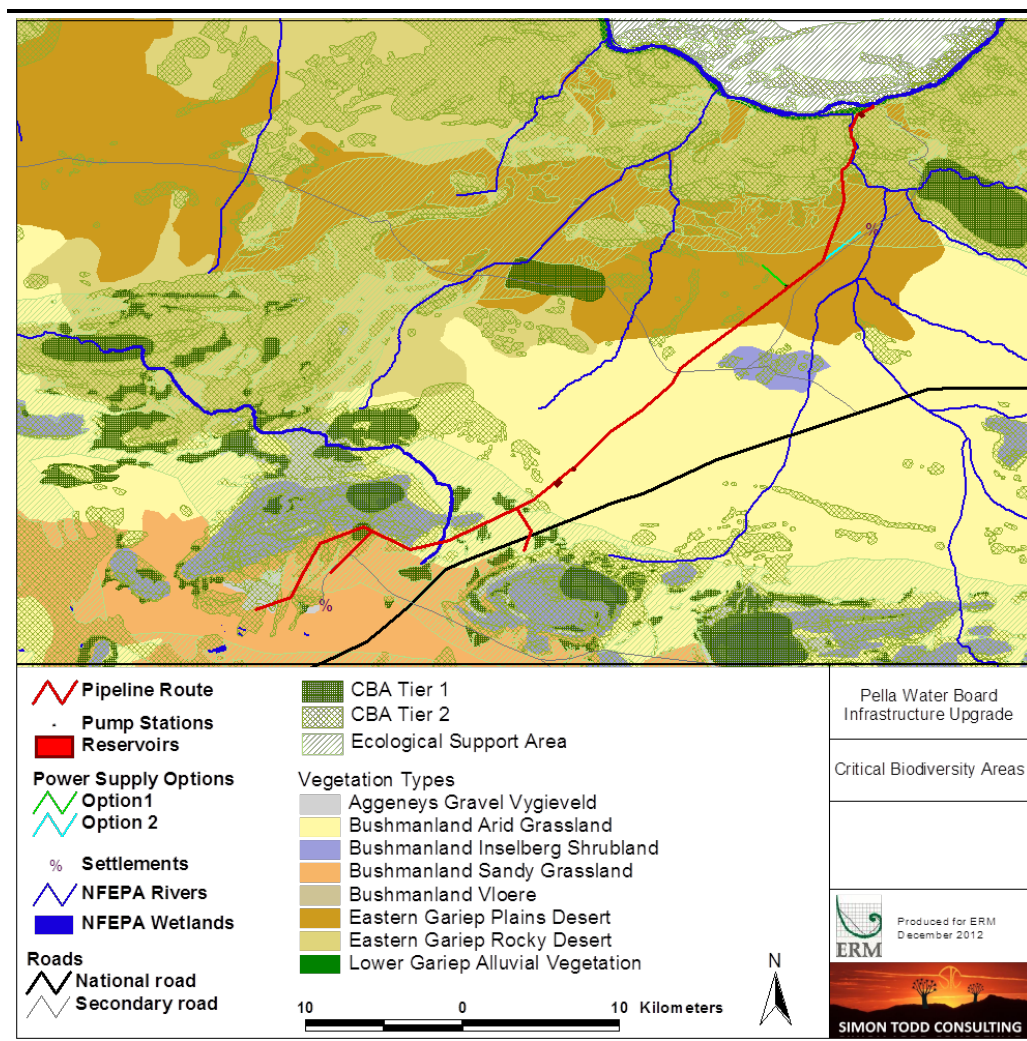 %
%
Pipeline Route
Pump Stations
Reservoirs
Power Supply Options
Option1
Option 2
% Settlements
NFEPA Rivers
NFEPA Wetlands
Roads
National road
Secondary road
CBA Tier 1
CBA Tier 2
Ecological Support Area
Vegetation Types
Aggeneys Gravel Vygieveld
Bushmanland Arid Grassland
Bushmanland Inselberg Shrubland
Bushmanland Sandy Grassland
Bushmanland Vloere
Eastern Gariep Plains Desert
Eastern Gariep Rocky Desert
Lower Gariep Alluvial Vegetation
10 0 10 Kilometers
N
Pella Water Board
Infrastructure Upgrade
Critical Biodiversity Areas
ERM
Produced for ERM
December 2012
SIMON TODD CONSULTING